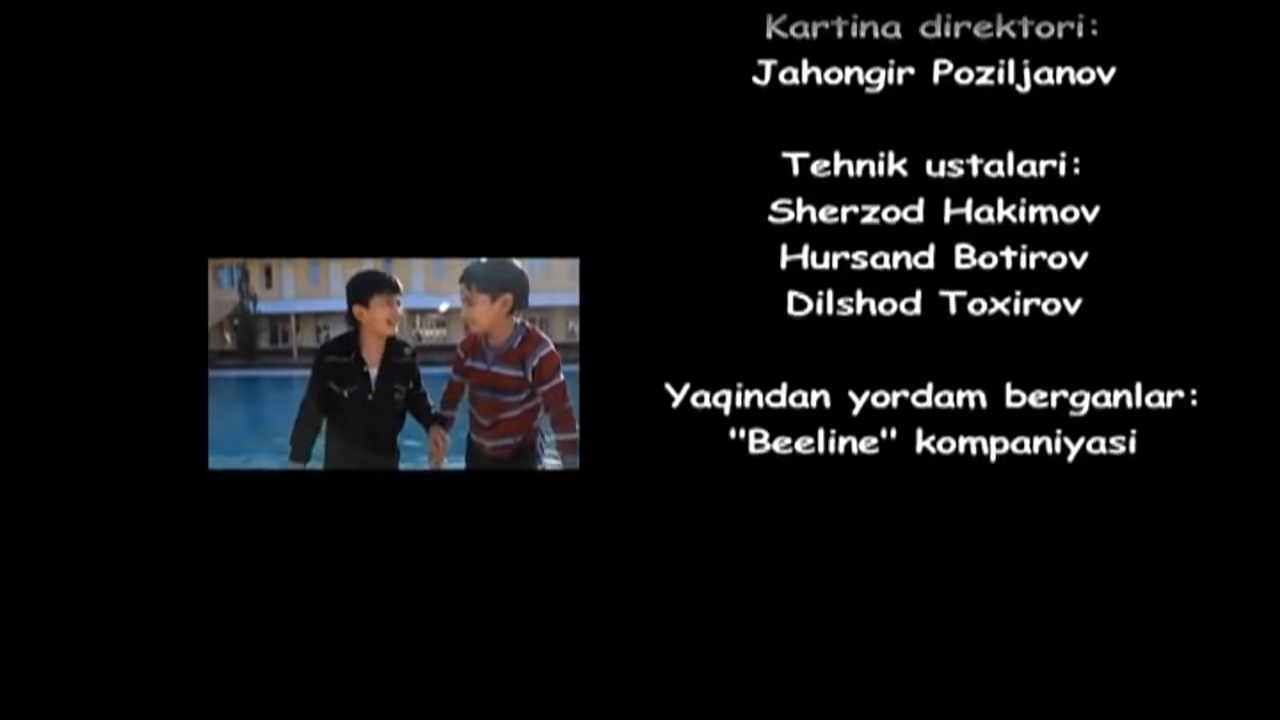 Kartina direktori:
Jahongir Poziljanov
Tehnik ustalari:
Sherzod Hakimov
Hursand Botirov
Dilshod Toxirov
Yaqindan yordam berganlar:
"Beeline" kompaniyasi